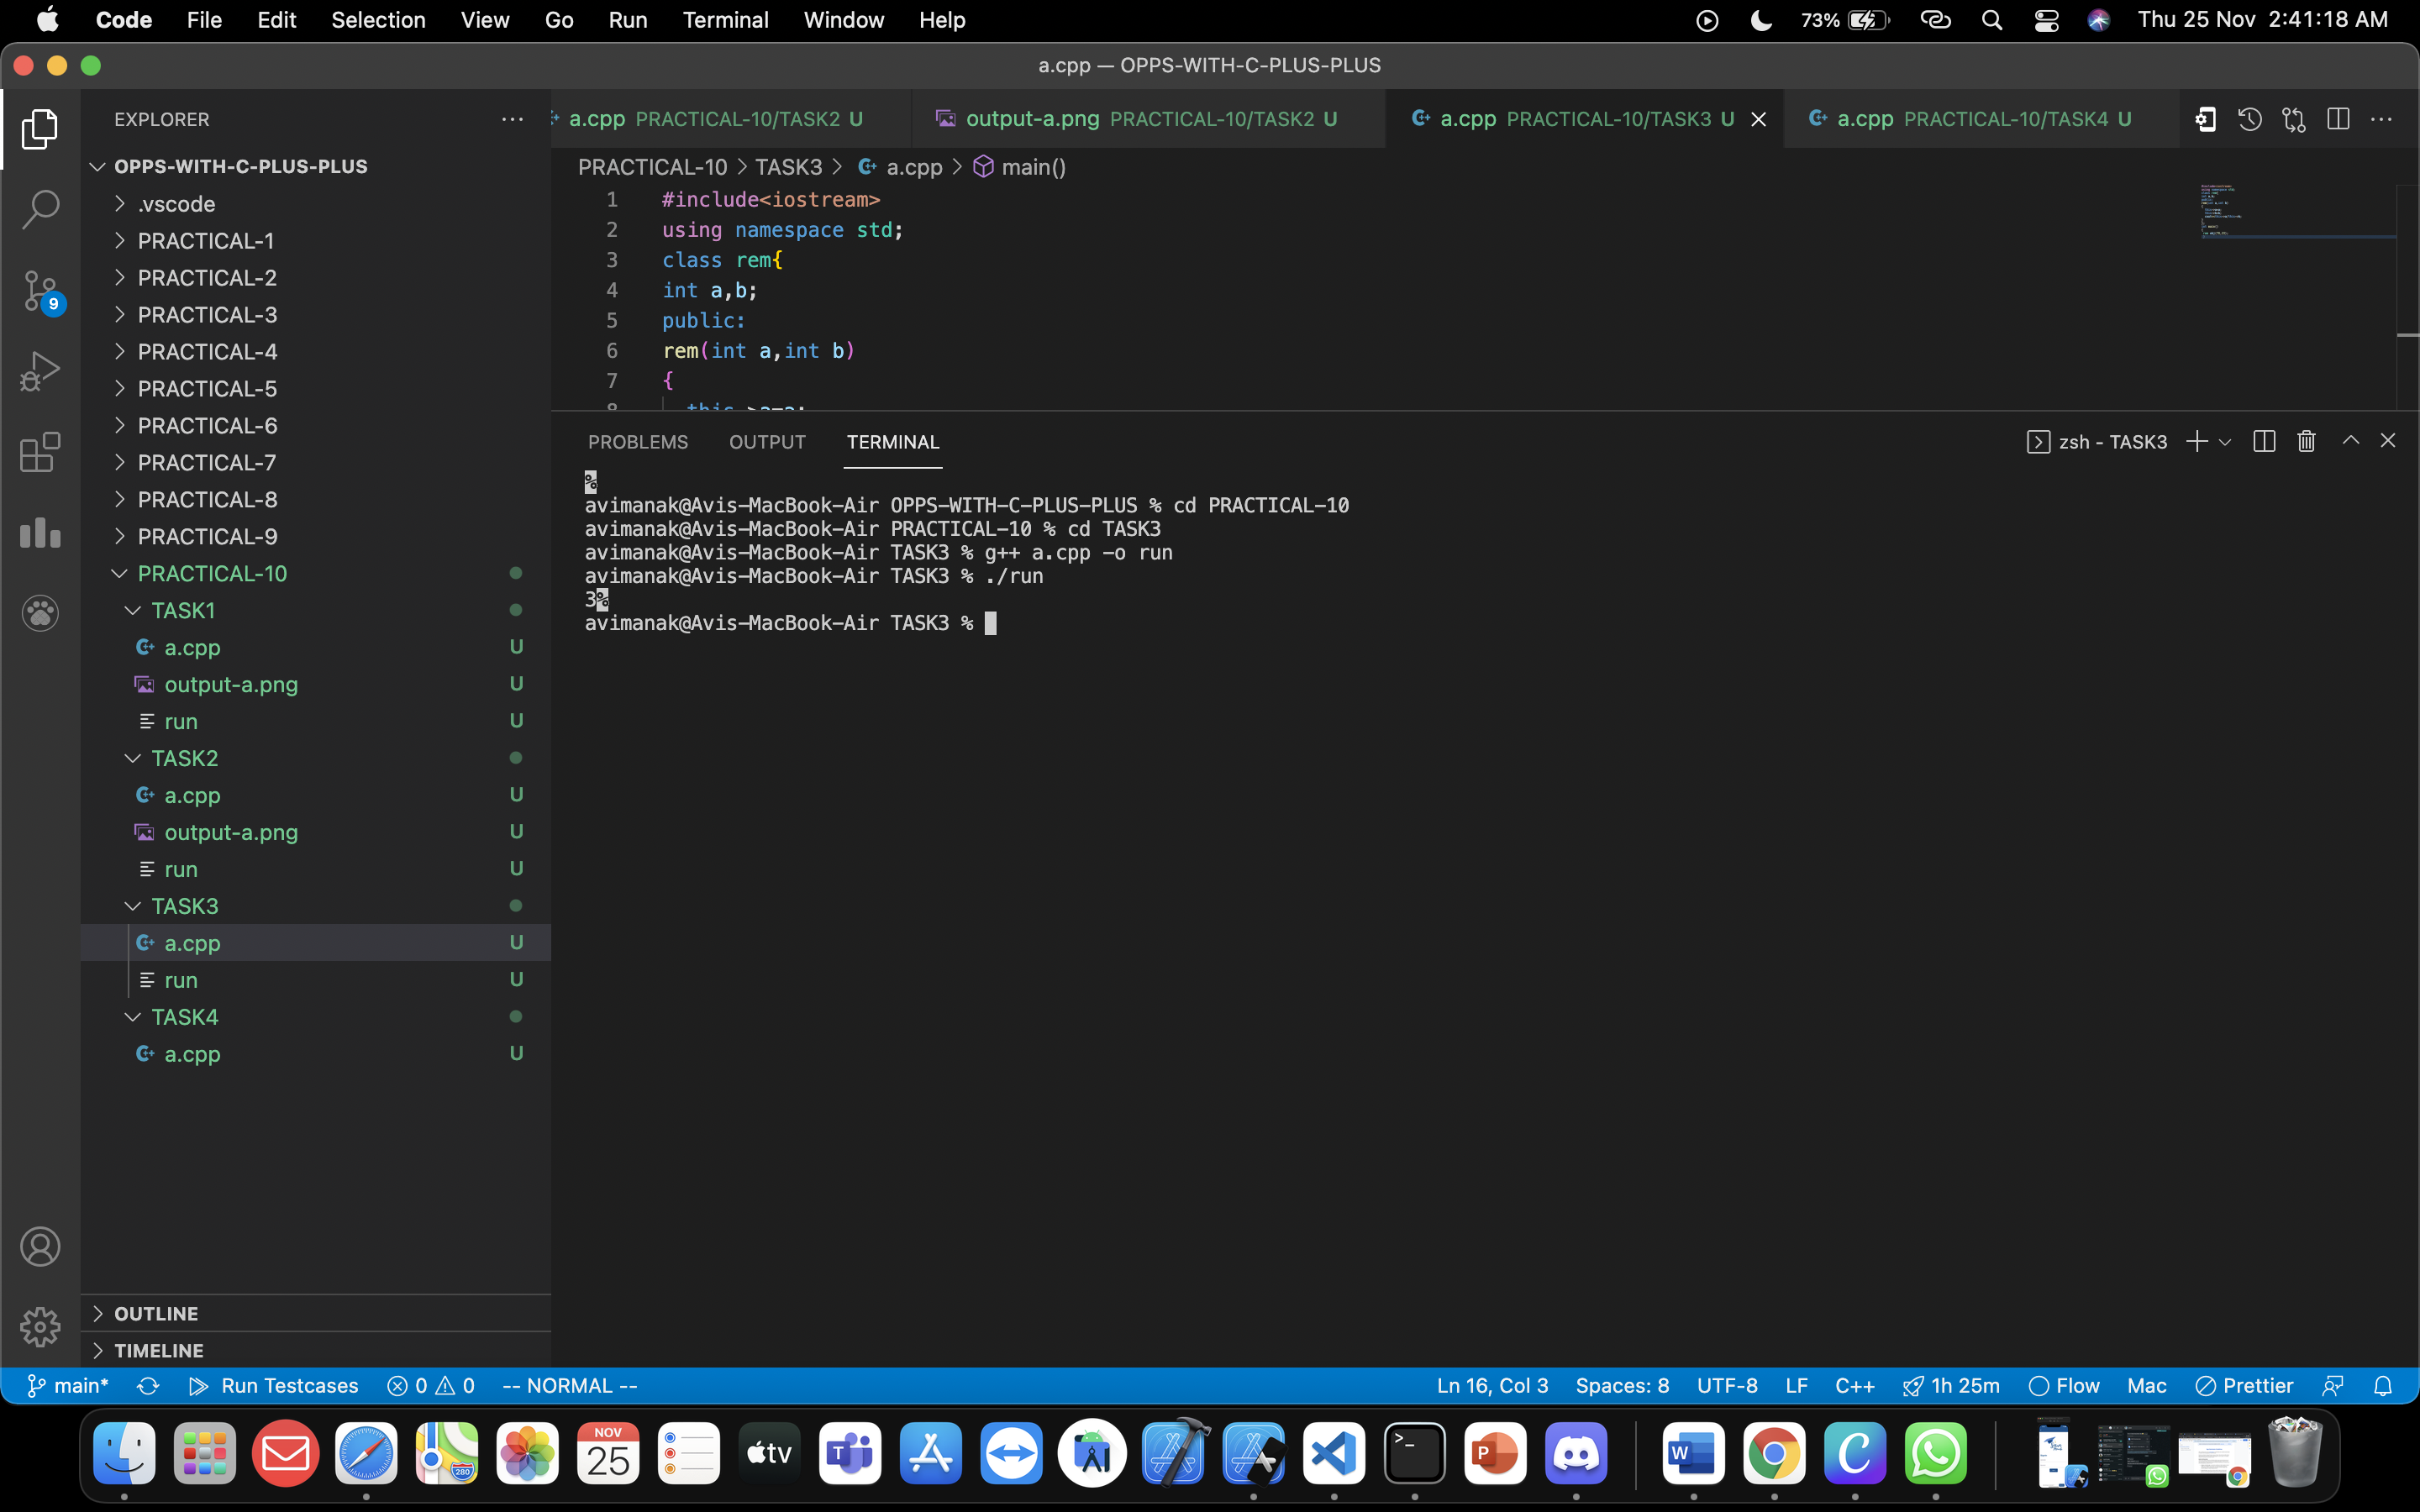 Code File Edit Selection View Go Run Terminal Window Help 73% Thu 25 Nov 2:41:18 AM
a.cpp — OPPS-WITH-C-PLUS-PLUS
EXPLORER
a.cpp PRACTICAL-10/TASK2 U
output-a.png PRACTICAL-10/TASK2 U
a.cpp PRACTICAL-10/TASK3 U
a.cpp PRACTICAL-10/TASK4 U
OPPS-WITH-C-PLUS-PLUS
.vscode
PRACTICAL-1
PRACTICAL-2
PRACTICAL-3
PRACTICAL-4
PRACTICAL-5
PRACTICAL-6
PRACTICAL-7
PRACTICAL-8
PRACTICAL-9
PRACTICAL-10
TASK1
a.cpp U
output-a.png U
run U
TASK2
a.cpp U
output-a.png U
run U
TASK3
a.cpp U
run U
TASK4
a.cpp U
OUTLINE
TIMELINE
9
PRACTICAL-10 > TASK3 > a.cpp > main()
1 #include<iostream>
2 using namespace std;
3 class rem{
4 int a,b;
5 public:
6 rem(int a,int b)
7 {
8 this->a=a;
PROBLEMS OUTPUT TERMINAL
zsh - TASK3
%
avimanak@Avis-MacBook-Air OPPS-WITH-C-PLUS-PLUS % cd PRACTICAL-10
avimanak@Avis-MacBook-Air PRACTICAL-10 % cd TASK3
avimanak@Avis-MacBook-Air TASK3 % g++ a.cpp -o run
avimanak@Avis-MacBook-Air TASK3 % ./run
3%
avimanak@Avis-MacBook-Air TASK3 %
main* Run Testcases 0 0 -- NORMAL -- Ln 16, Col 3 Spaces: 8 UTF-8 LF C++ 1h 25m Flow Mac Prettier
NOV
25
280
tv
T
>_
P
W
C